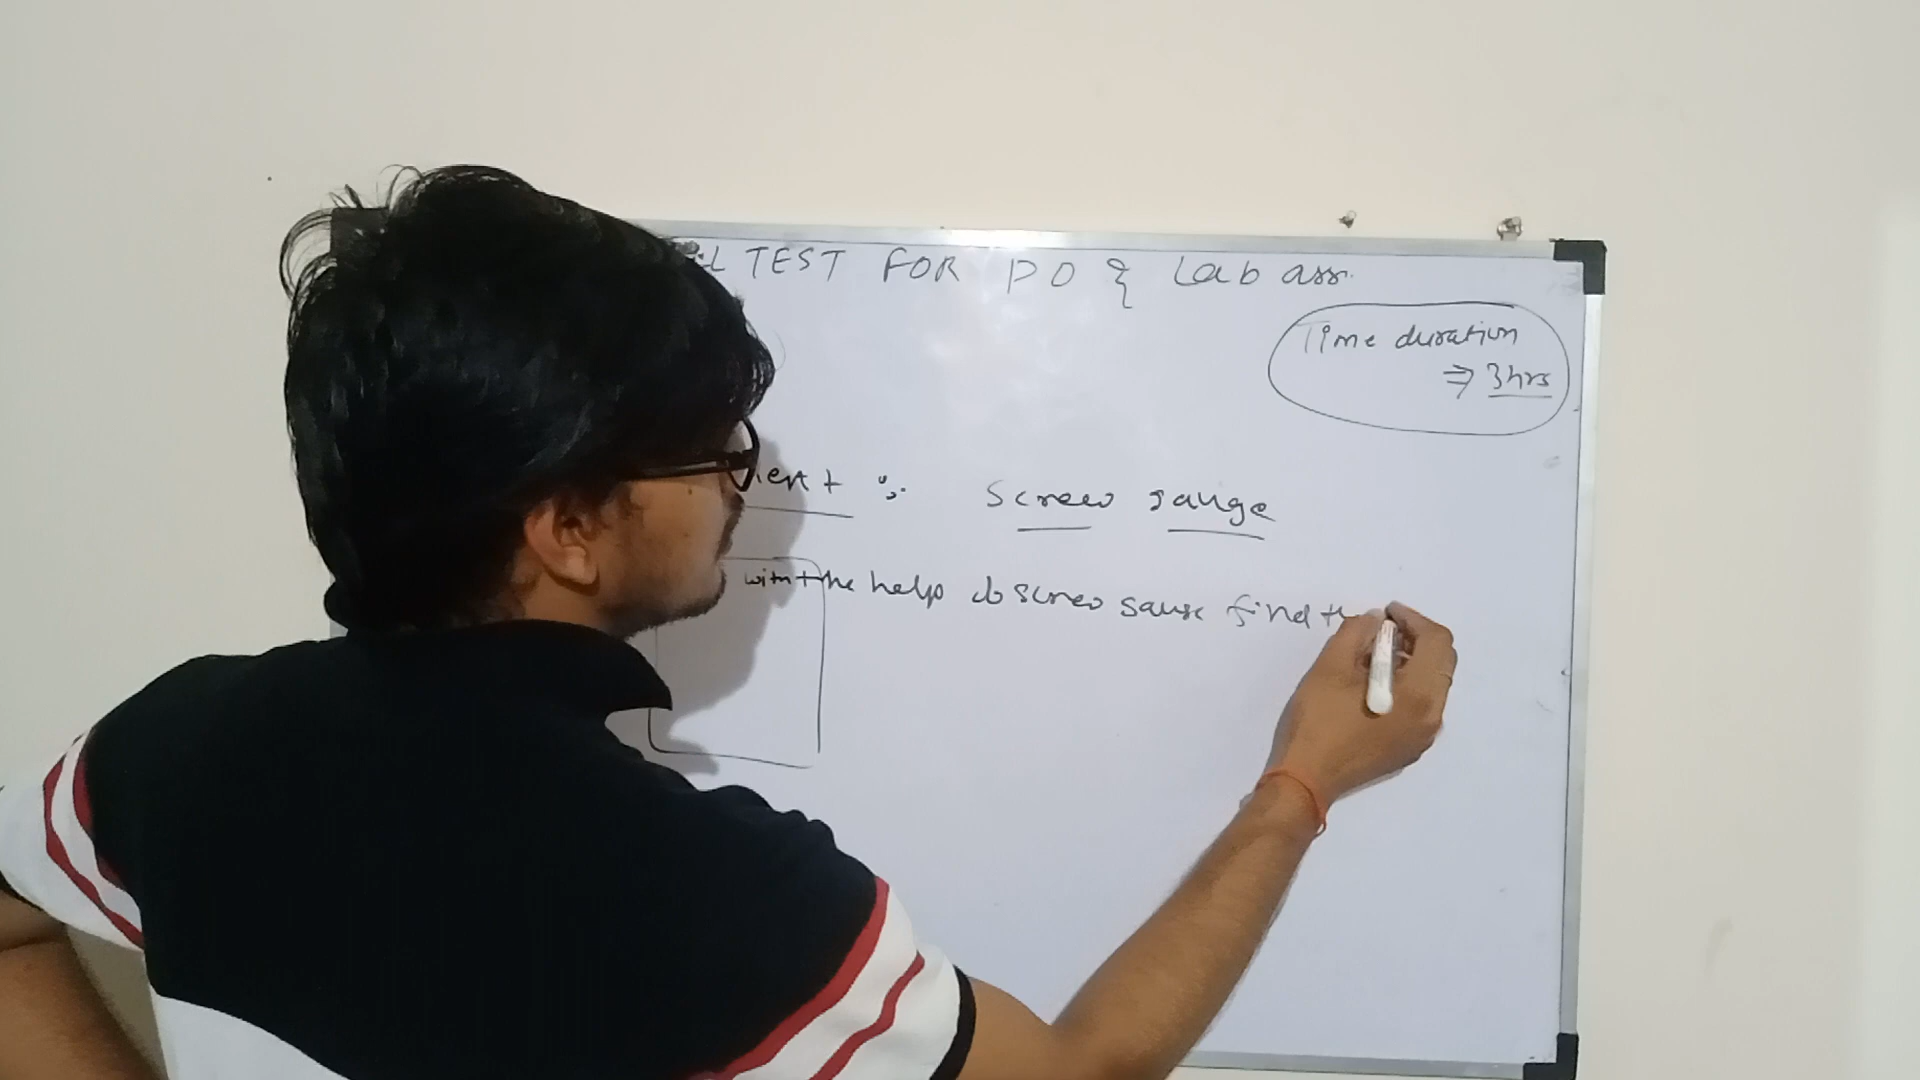 TEST FOR PO & Lab ass.
Time duration
⇒ 3hrs
Screw gauge
with the help of screw gauge find th